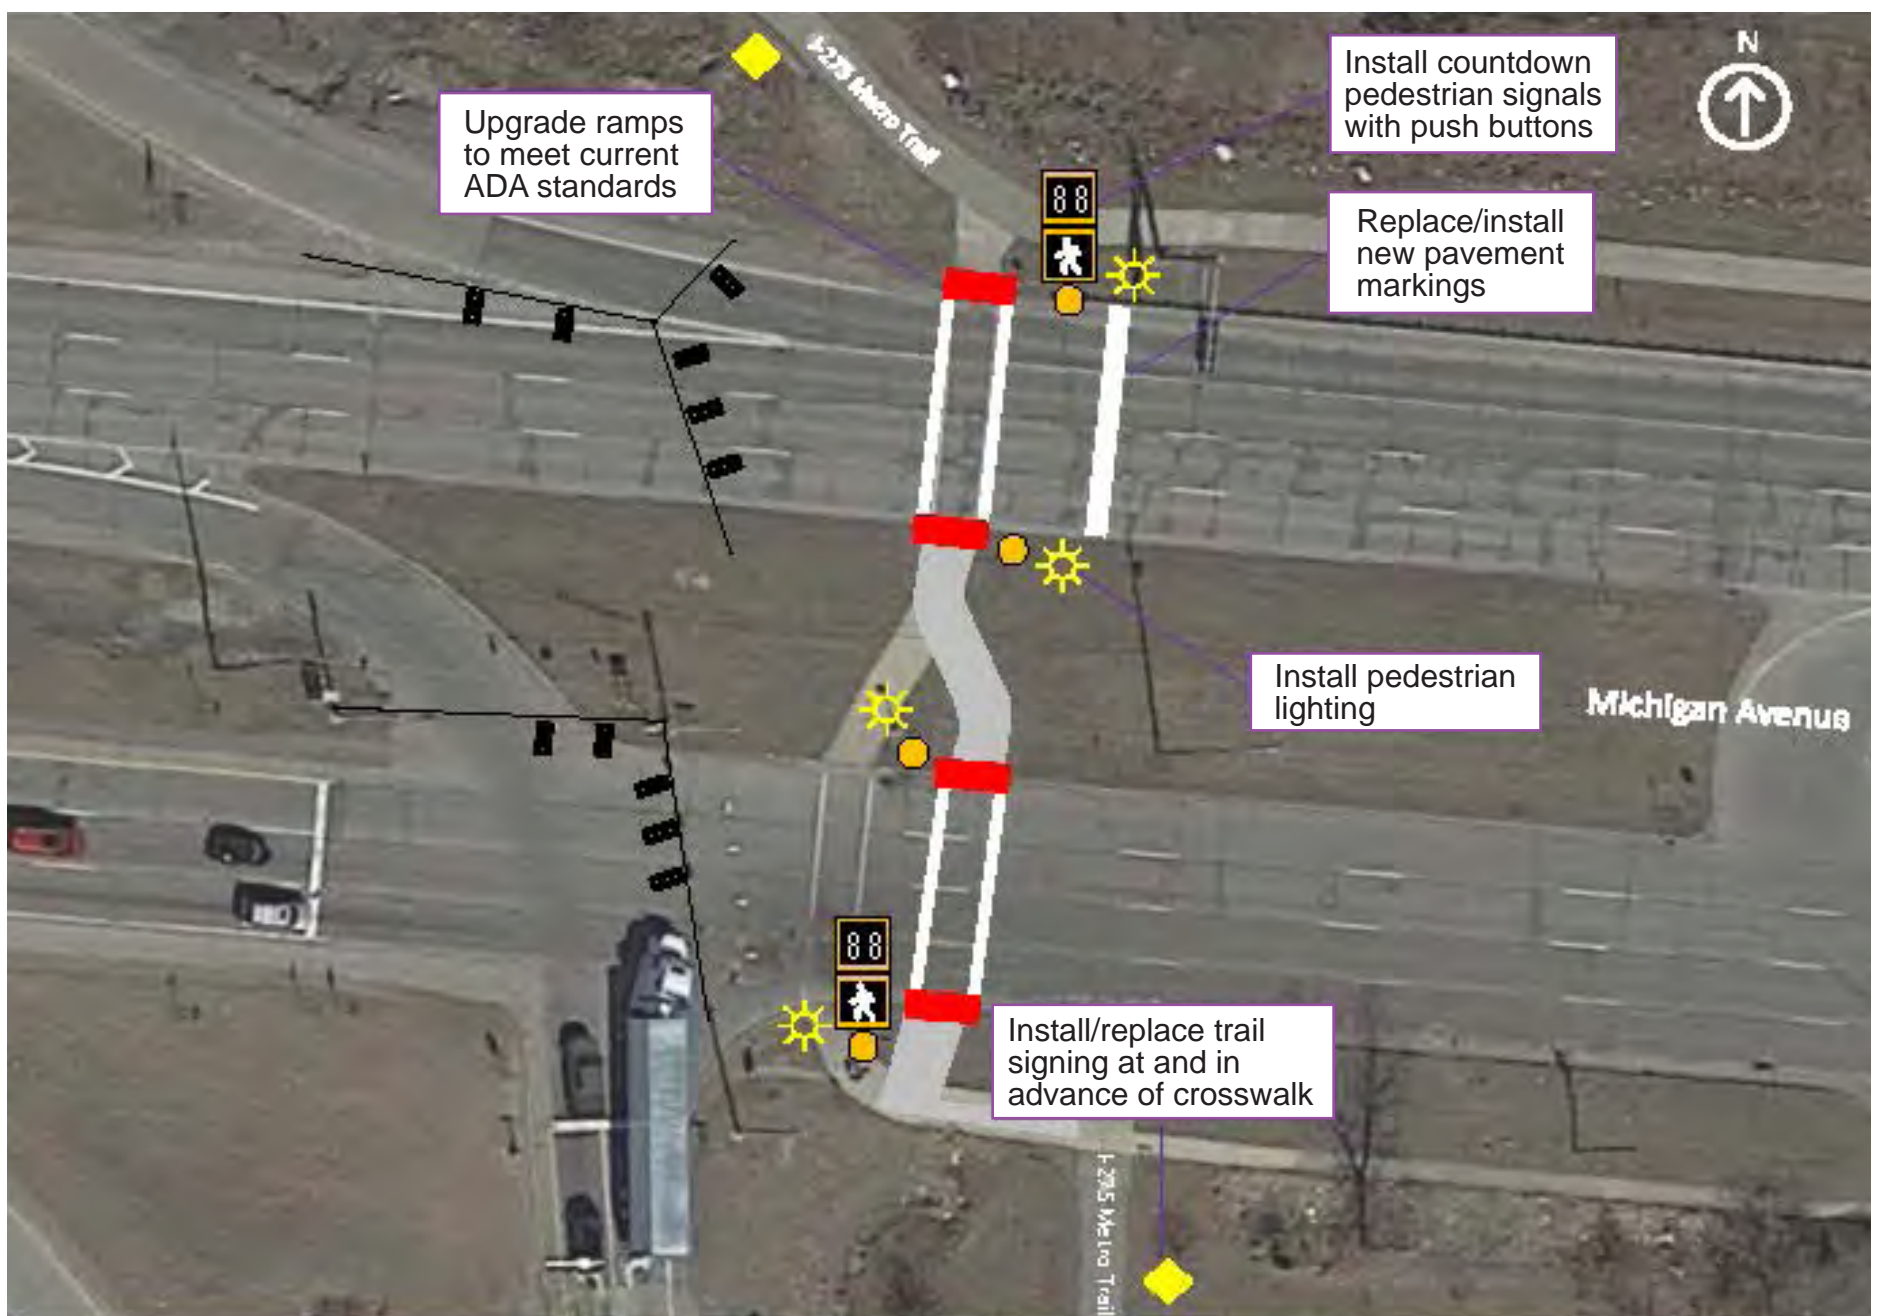 N
I-275 Metro Trail
Install countdown
pedestrian signals
with push buttons
Upgrade ramps
to meet current
ADA standards
88
Replace/install
new pavement
markings
Install pedestrian
lighting
Michigan Avenue
88
Install/replace trail
signing at and in
advance of crosswalk
I-275 Metro Trail